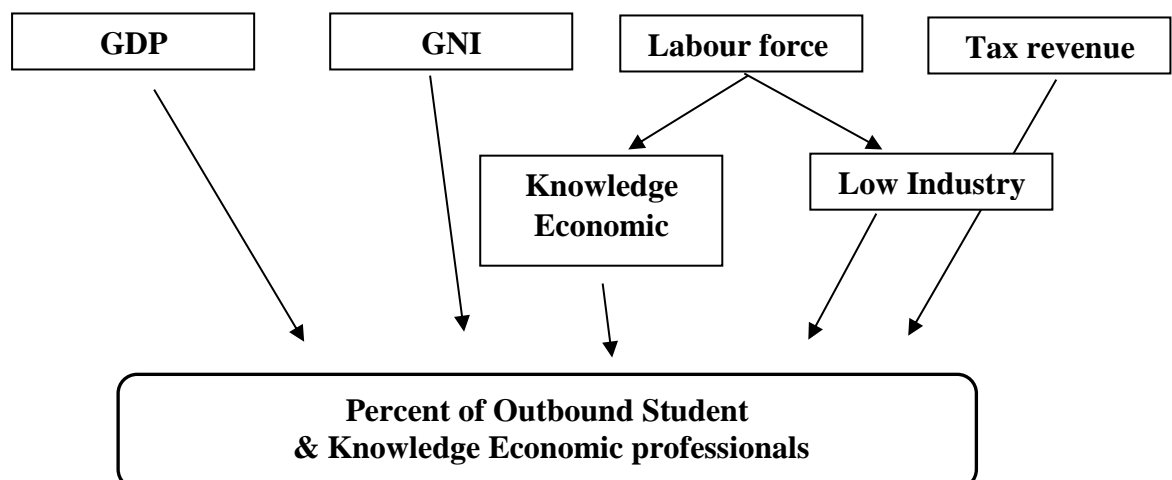 GDP
GNI
Labour force
Tax revenue
Knowledge
Economic
Low Industry
Percent of Outbound Student
& Knowledge Economic professionals